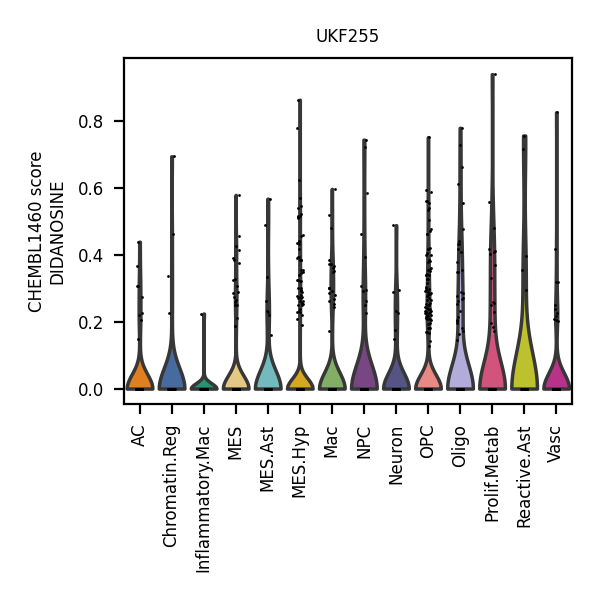 UKF255
CHEMBL1460 score
DIDANOSINE
0.8
0.6
0.4
0.2
0.0
AC
Chromatin.Reg
Inflammatory.Mac
MES
MES.Ast
MES.Hyp
Mac
NPC
Neuron
OPC
Oligo
Prolif.Metab
Reactive.Ast
Vasc